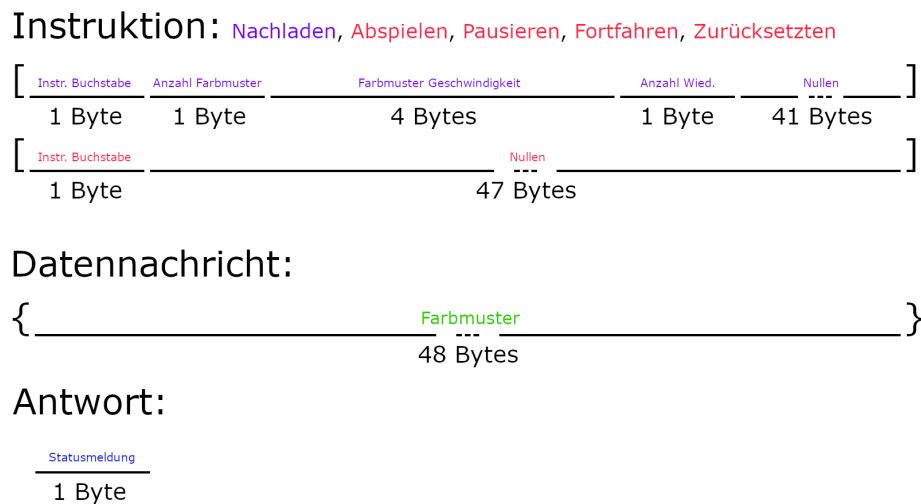 Instruktion: Nachladen, Abspielen, Pausieren, Fortfahren, Zurücksetzten
[ Instr. Buchstabe Anzahl Farbmuster Farbmuster Geschwindigkeit Anzahl Wied. Nullen ]
1 Byte 1 Byte 4 Bytes 1 Byte 41 Bytes
[ Instr. Buchstabe Nullen ]
1 Byte 47 Bytes
Datennachricht:
{ Farbmuster }
48 Bytes
Antwort:
Statusmeldung
1 Byte